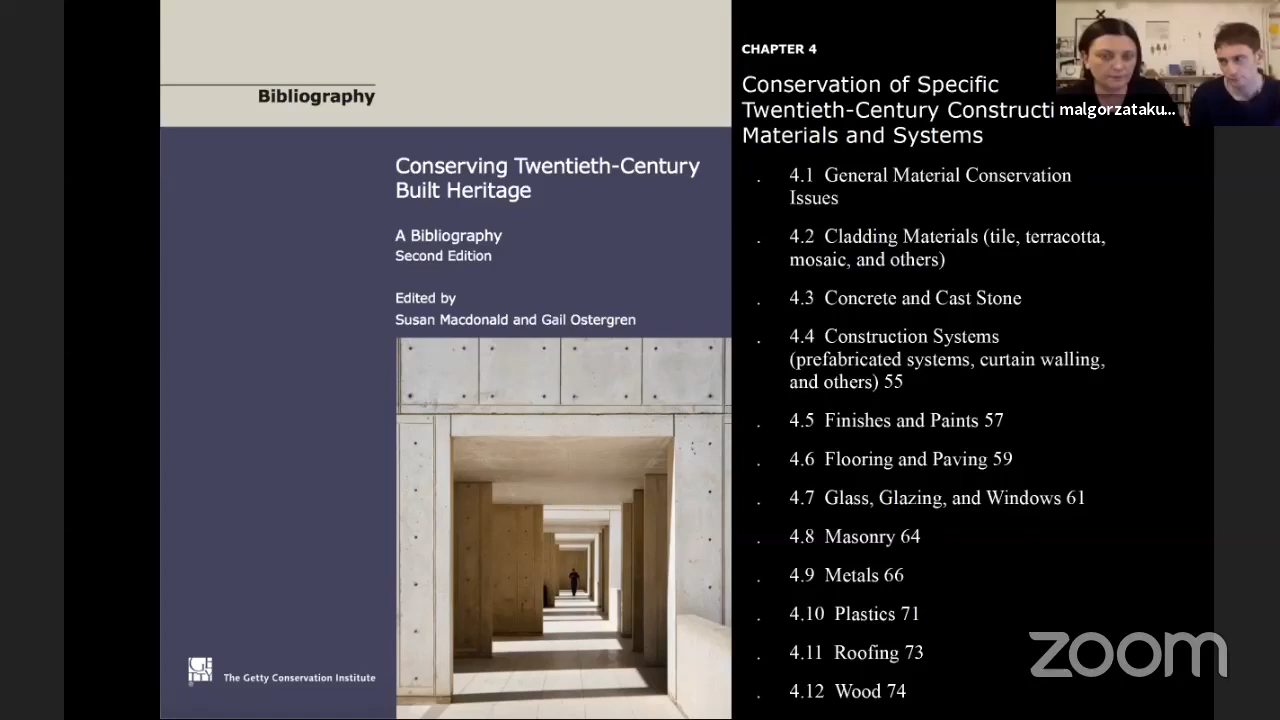 Bibliography
Conserving Twentieth-Century
Built Heritage
A Bibliography
Second Edition
Edited by
Susan Macdonald and Gail Ostergren
The Getty Conservation Institute
CHAPTER 4
Conservation of Specific
Twentieth-Century Constructi
Materials and Systems
. 4.1 General Material Conservation
Issues
. 4.2 Cladding Materials (tile, terracotta,
mosaic, and others)
. 4.3 Concrete and Cast Stone
. 4.4 Construction Systems
(prefabricated systems, curtain walling,
and others) 55
. 4.5 Finishes and Paints 57
. 4.6 Flooring and Paving 59
. 4.7 Glass, Glazing, and Windows 61
. 4.8 Masonry 64
. 4.9 Metals 66
. 4.10 Plastics 71
. 4.11 Roofing 73
. 4.12 Wood 74
malgorzataku...
zoom